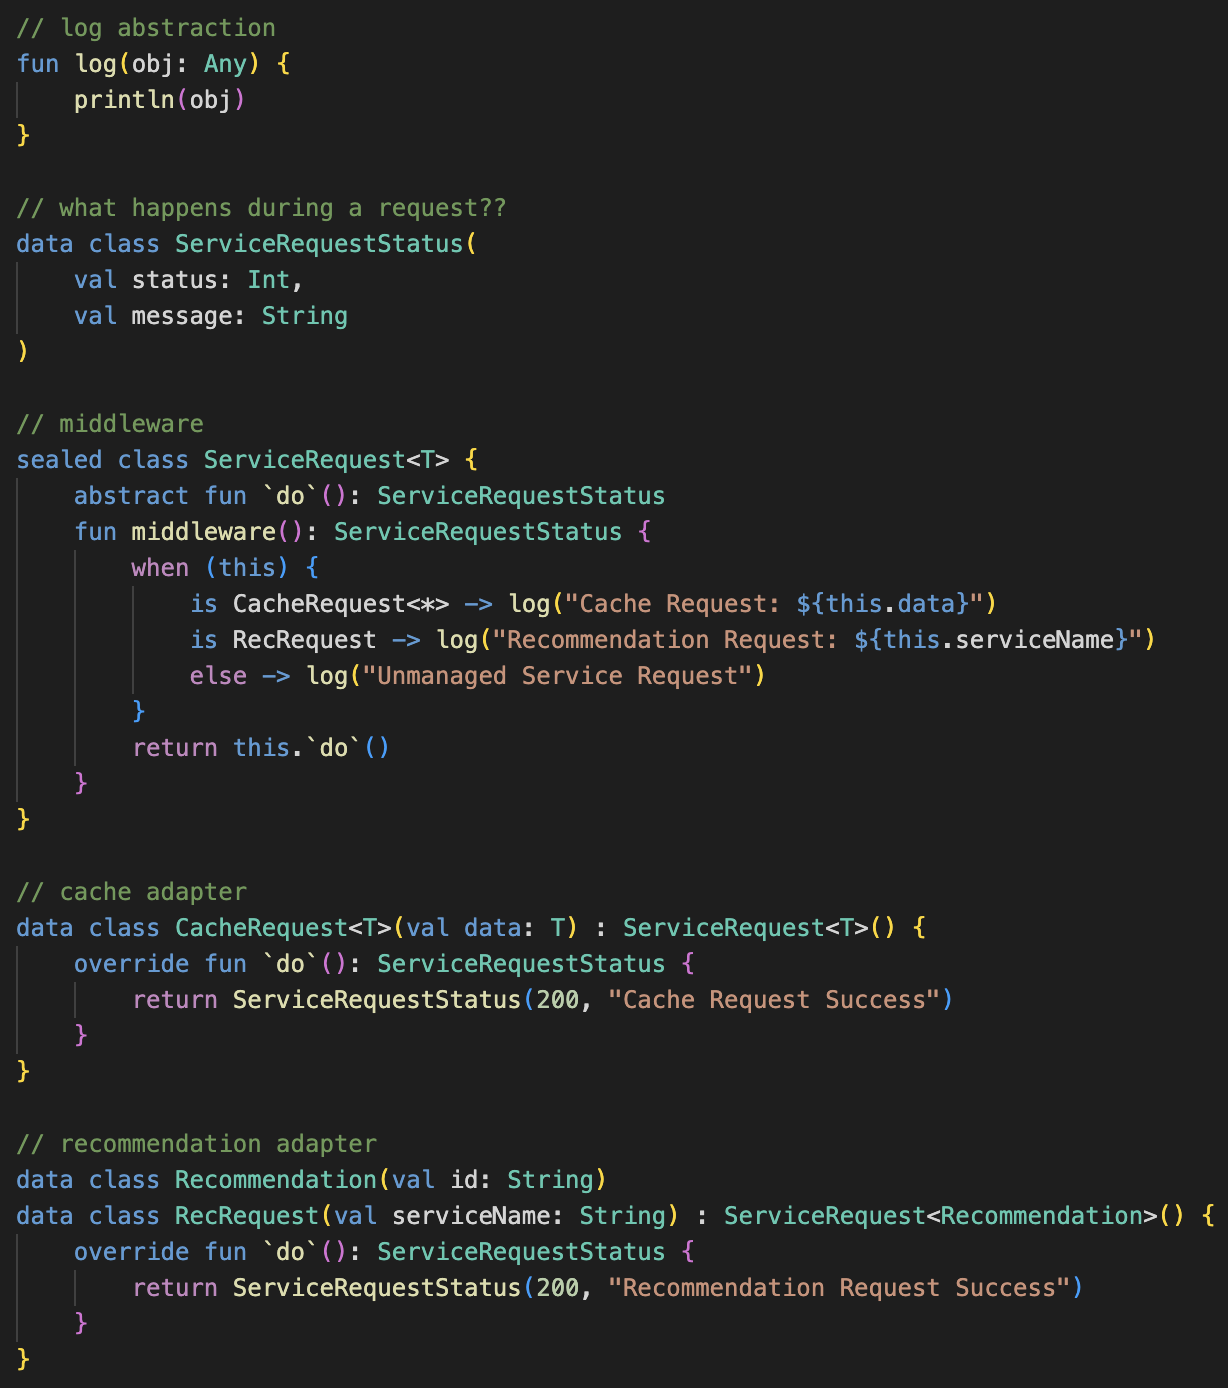 // log abstraction
fun log(obj: Any) {
    println(obj)
}

// what happens during a request??
data class ServiceRequestStatus(
    val status: Int,
    val message: String
)

// middleware
sealed class ServiceRequest<T> {
    abstract fun `do`(): ServiceRequestStatus
    fun middleware(): ServiceRequestStatus {
        when (this) {
            is CacheRequest<*> -> log("Cache Request: ${this.data}")
            is RecRequest -> log("Recommendation Request: ${this.serviceName}")
            else -> log("Unmanaged Service Request")
        }
        return this.`do`()
    }
}

// cache adapter
data class CacheRequest<T>(val data: T) : ServiceRequest<T>() {
    override fun `do`(): ServiceRequestStatus {
        return ServiceRequestStatus(200, "Cache Request Success")
    }
}

// recommendation adapter
data class Recommendation(val id: String)
data class RecRequest(val serviceName: String) : ServiceRequest<Recommendation>() {
    override fun `do`(): ServiceRequestStatus {
        return ServiceRequestStatus(200, "Recommendation Request Success")
    }
}